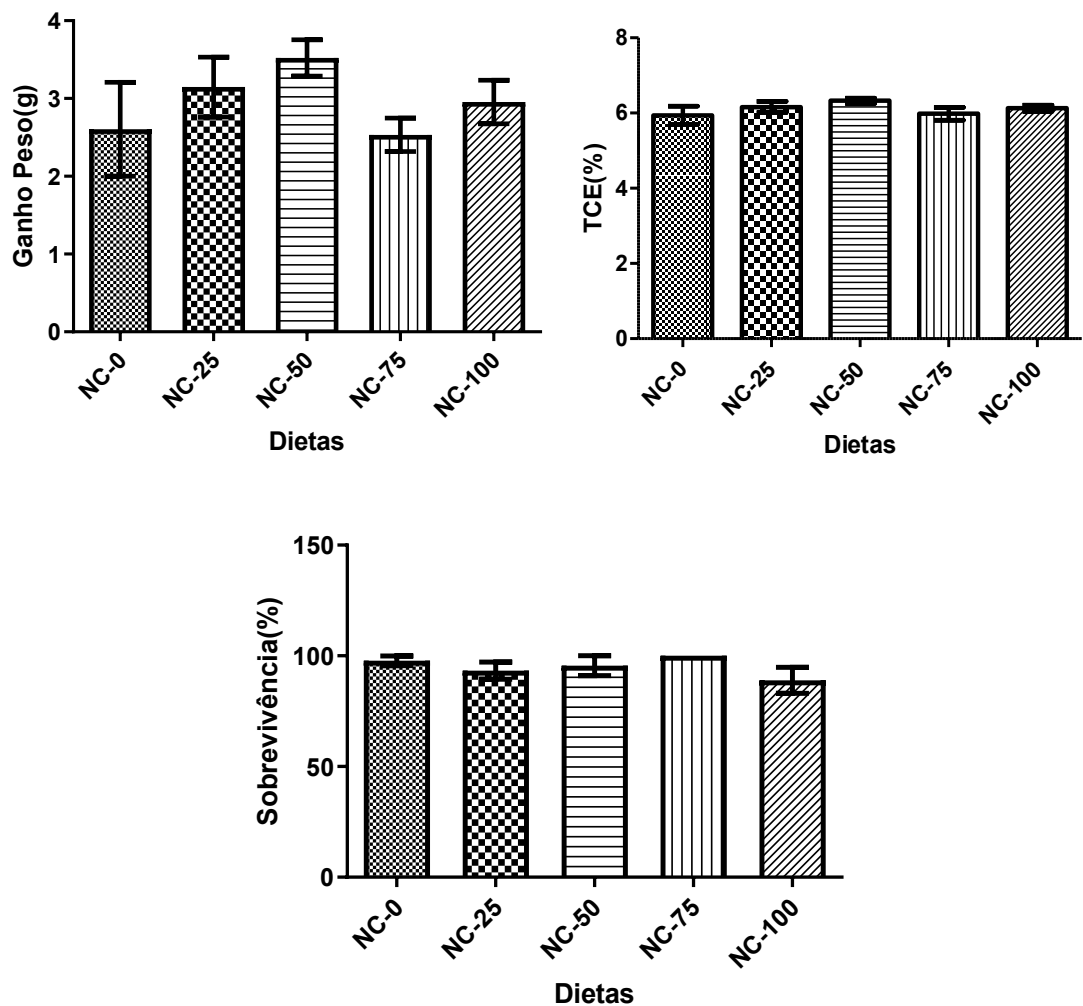 Ganho Peso(g)
4
3
2
1
0
NC-0
NC-25
NC-50
NC-75
NC-100
Dietas
TCE(%)
8
6
4
2
0
NC-0
NC-25
NC-50
NC-75
NC-100
Dietas
Sobrevivência(%)
150
100
50
0
NC-0
NC-25
NC-50
NC-75
NC-100
Dietas